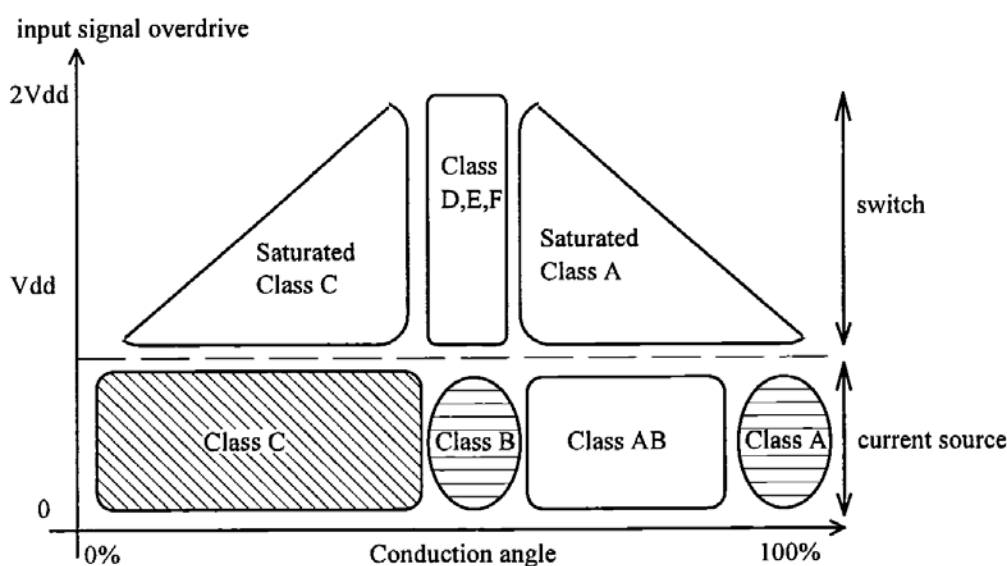 input signal overdrive
2Vdd
Class
D,E,F
switch
Saturated
Class C
Saturated
Class A
Vdd
Class C
Class B
Class AB
Class A
current source
0
0%
Conduction angle
100%